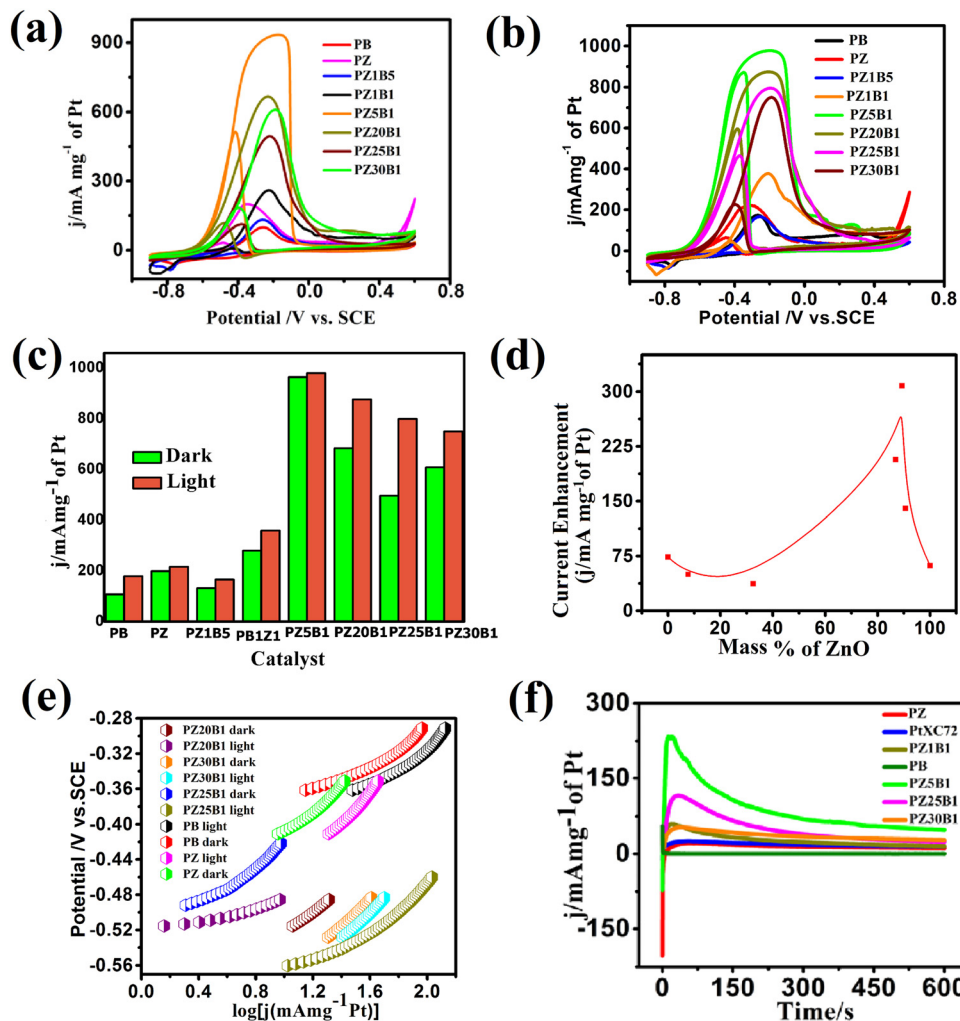 (a)
j/mA mg⁻¹ of Pt
900
600
300
0
-0.8
-0.4
0.0
0.4
0.8
Potential /V vs. SCE
PB
PZ
PZ1B5
PZ1B1
PZ5B1
PZ20B1
PZ25B1
PZ30B1
(b)
j/mAmg⁻¹ of Pt
1000
800
600
400
200
0
-0.8
-0.4
0.0
0.4
0.8
Potential /V vs.SCE
PB
PZ
PZ1B5
PZ1B1
PZ5B1
PZ20B1
PZ25B1
PZ30B1
(c)
j/mAmg⁻¹of Pt
1000
800
600
400
200
0
Dark
Light
PB
PZ
PZ1B5
PB1Z1
PZ5B1
PZ20B1
PZ25B1
PZ30B1
Catalyst
(d)
Current Enhancement
(j/mA mg⁻¹of Pt)
300
225
150
75
0
0
20
40
60
80
100
Mass % of ZnO
(e)
Potential /V vs.SCE
-0.28
-0.32
-0.36
-0.40
-0.44
-0.48
-0.52
-0.56
0.0
0.4
0.8
1.2
1.6
2.0
log[j(mAmg⁻¹Pt)]
PZ20B1 dark
PZ20B1 light
PZ30B1 dark
PZ30B1 light
PZ25B1 dark
PZ25B1 light
PB light
PB dark
PZ light
PZ dark
(f)
j/mAmg⁻¹of Pt
300
150
0
-150
0
150
300
450
600
Time/s
PZ
PtXC72
PZ1B1
PB
PZ5B1
PZ25B1
PZ30B1